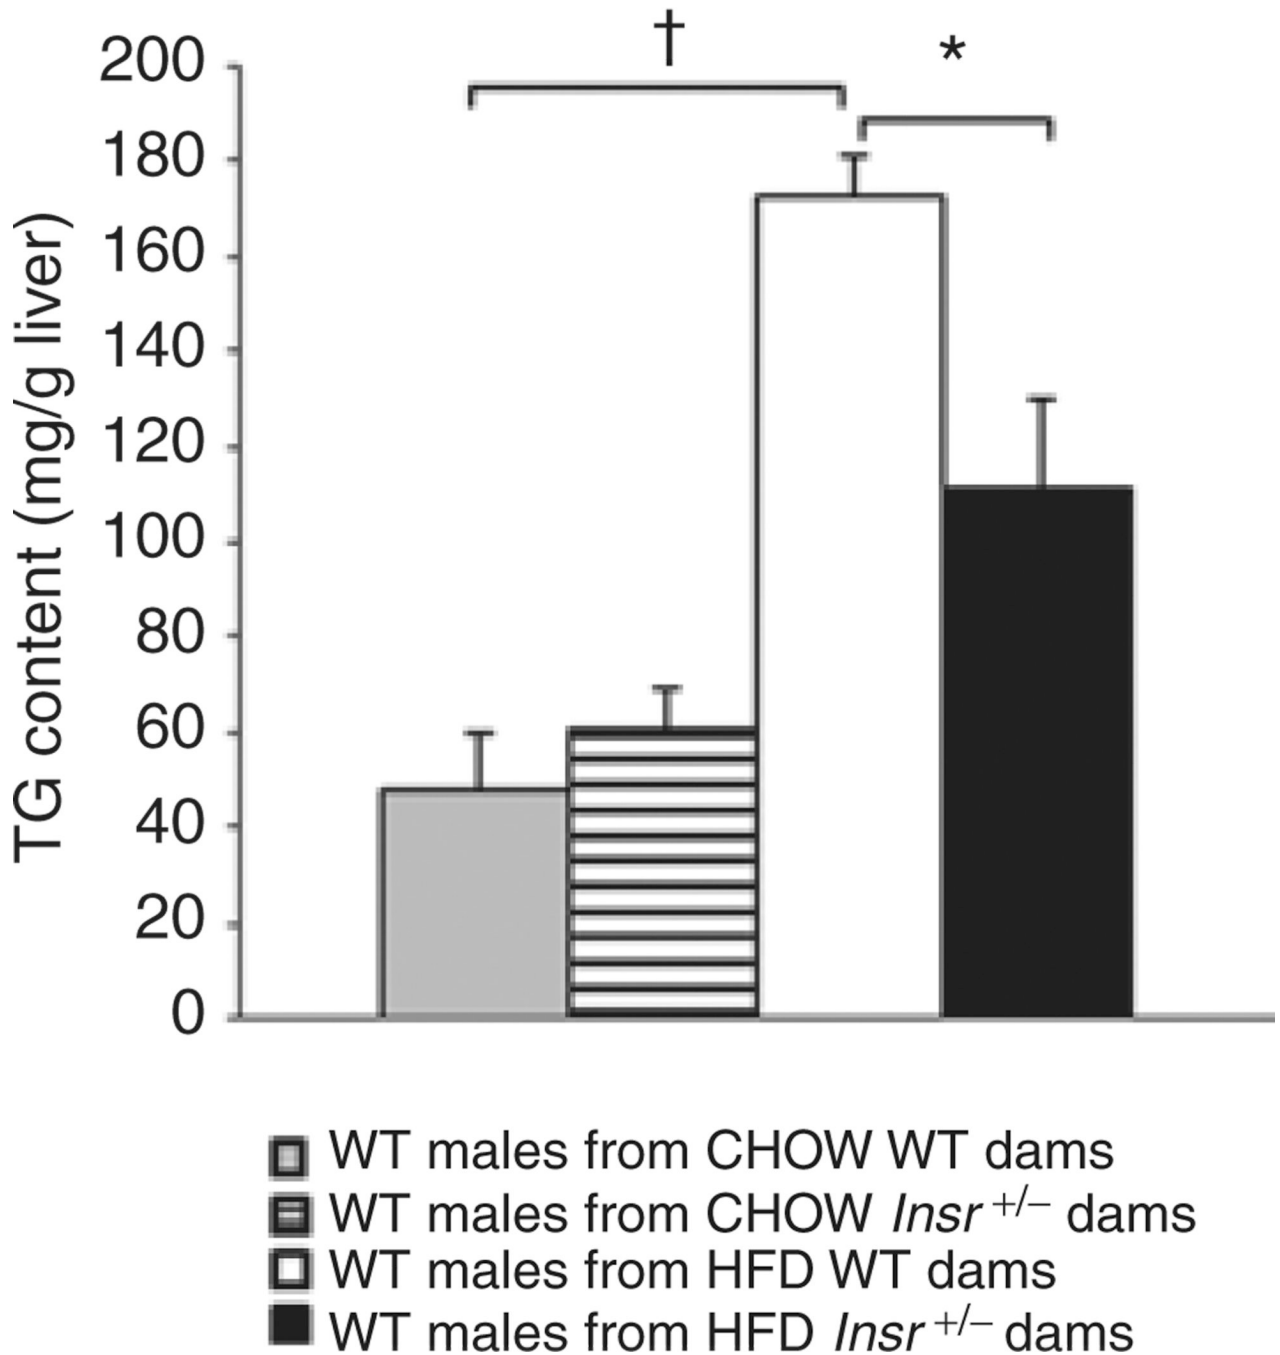 †
*
200
180
160
140
120
100
80
60
40
20
0
TG content (mg/g liver)
WT males from CHOW WT dams
WT males from CHOW Insr +/− dams
WT males from HFD WT dams
WT males from HFD Insr +/− dams